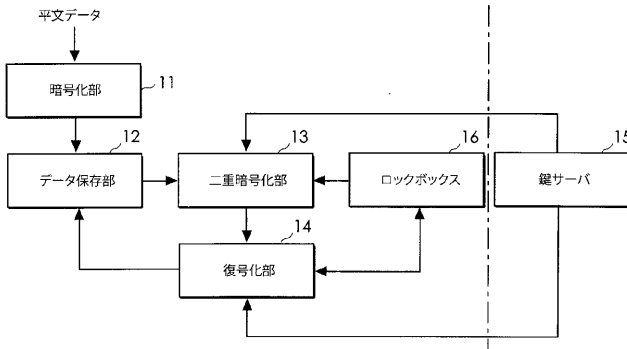 平文データ
暗号化部
11
12
データ保存部
13
二重暗号化部
16
ロックボックス
15
鍵サーバ
14
復号化部